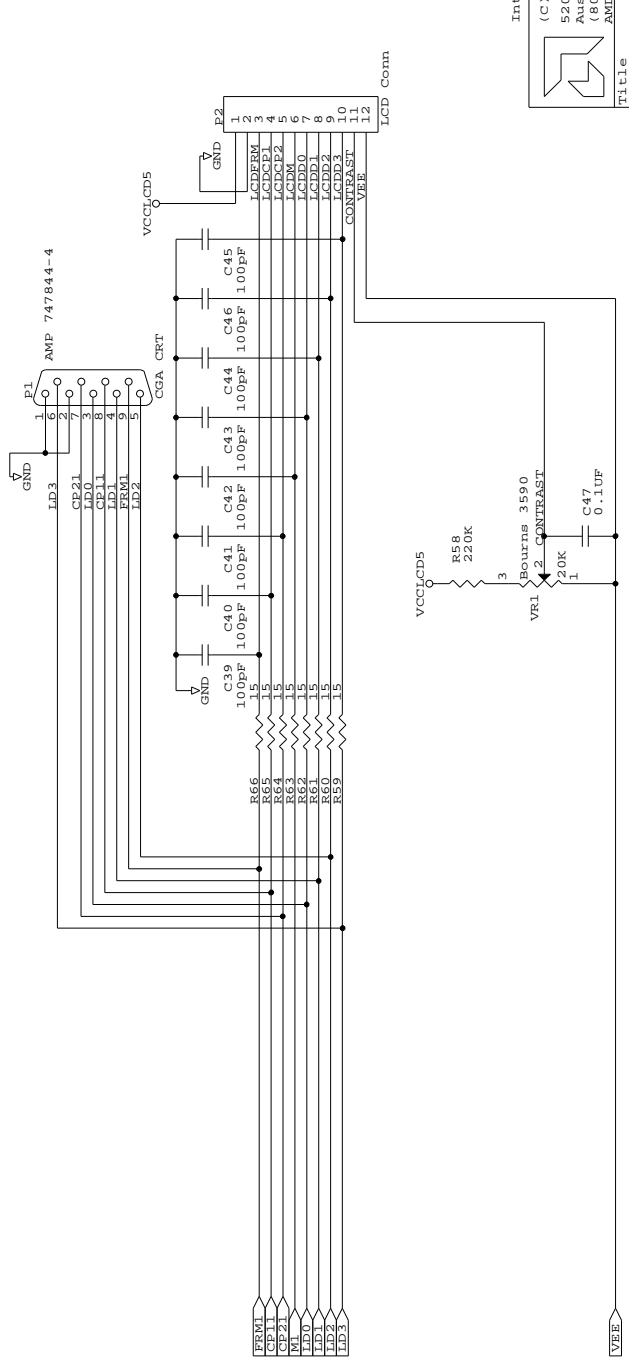 AMP 747844-4
P1
1
6
2
7
3
8
4
9
5
CGA CRT
GND
LD3
CP21
LD0
CP11
LD1
FRM1
LD2
VCCLCD5
GND
P2
1
2
3
4
5
6
7
8
9
10
11
12
LCD Conn
LCDFRM
LCDCP1
LCDCP2
LCDM
LCDD0
LCDD1
LCDD2
LCDD3
CONTRAST
VEE
GND
C39
100pF
C40
100pF
C41
100pF
C42
100pF
C43
100pF
C44
100pF
C46
100pF
C45
100pF
R66 15
R65 15
R64 15
R63 15
R62 15
R61 15
R60 15
R59 15
FRM1
CP11
CP21
M1
LD0
LD1
LD2
LD3
VCCLCD5
R58
220K
3
Bourns 3590
VR1
2
CONTRAST
20K
1
C47
0.1UF
VEE
Int
(C)
520
Aus
(80
AMD
Title